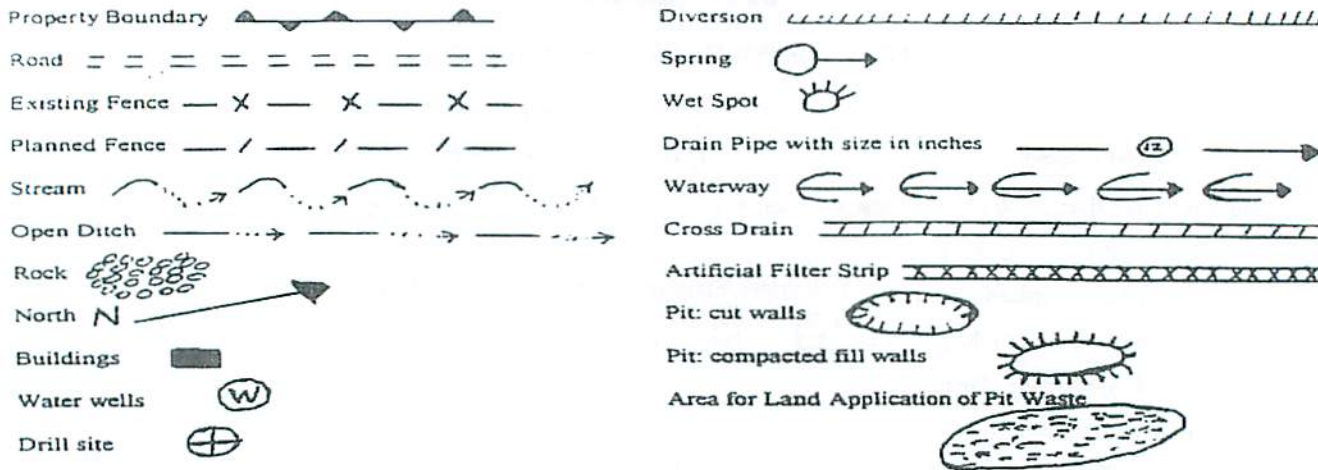 Property Boundary
Road
Existing Fence
Planned Fence
Stream
Open Ditch
Rock
North N
Buildings
Water wells W
Drill site
Diversion
Spring
Wet Spot
Drain Pipe with size in inches 12
Waterway
Cross Drain
Artificial Filter Strip
Pit: cut walls
Pit: compacted fill walls
Area for Land Application of Pit Waste